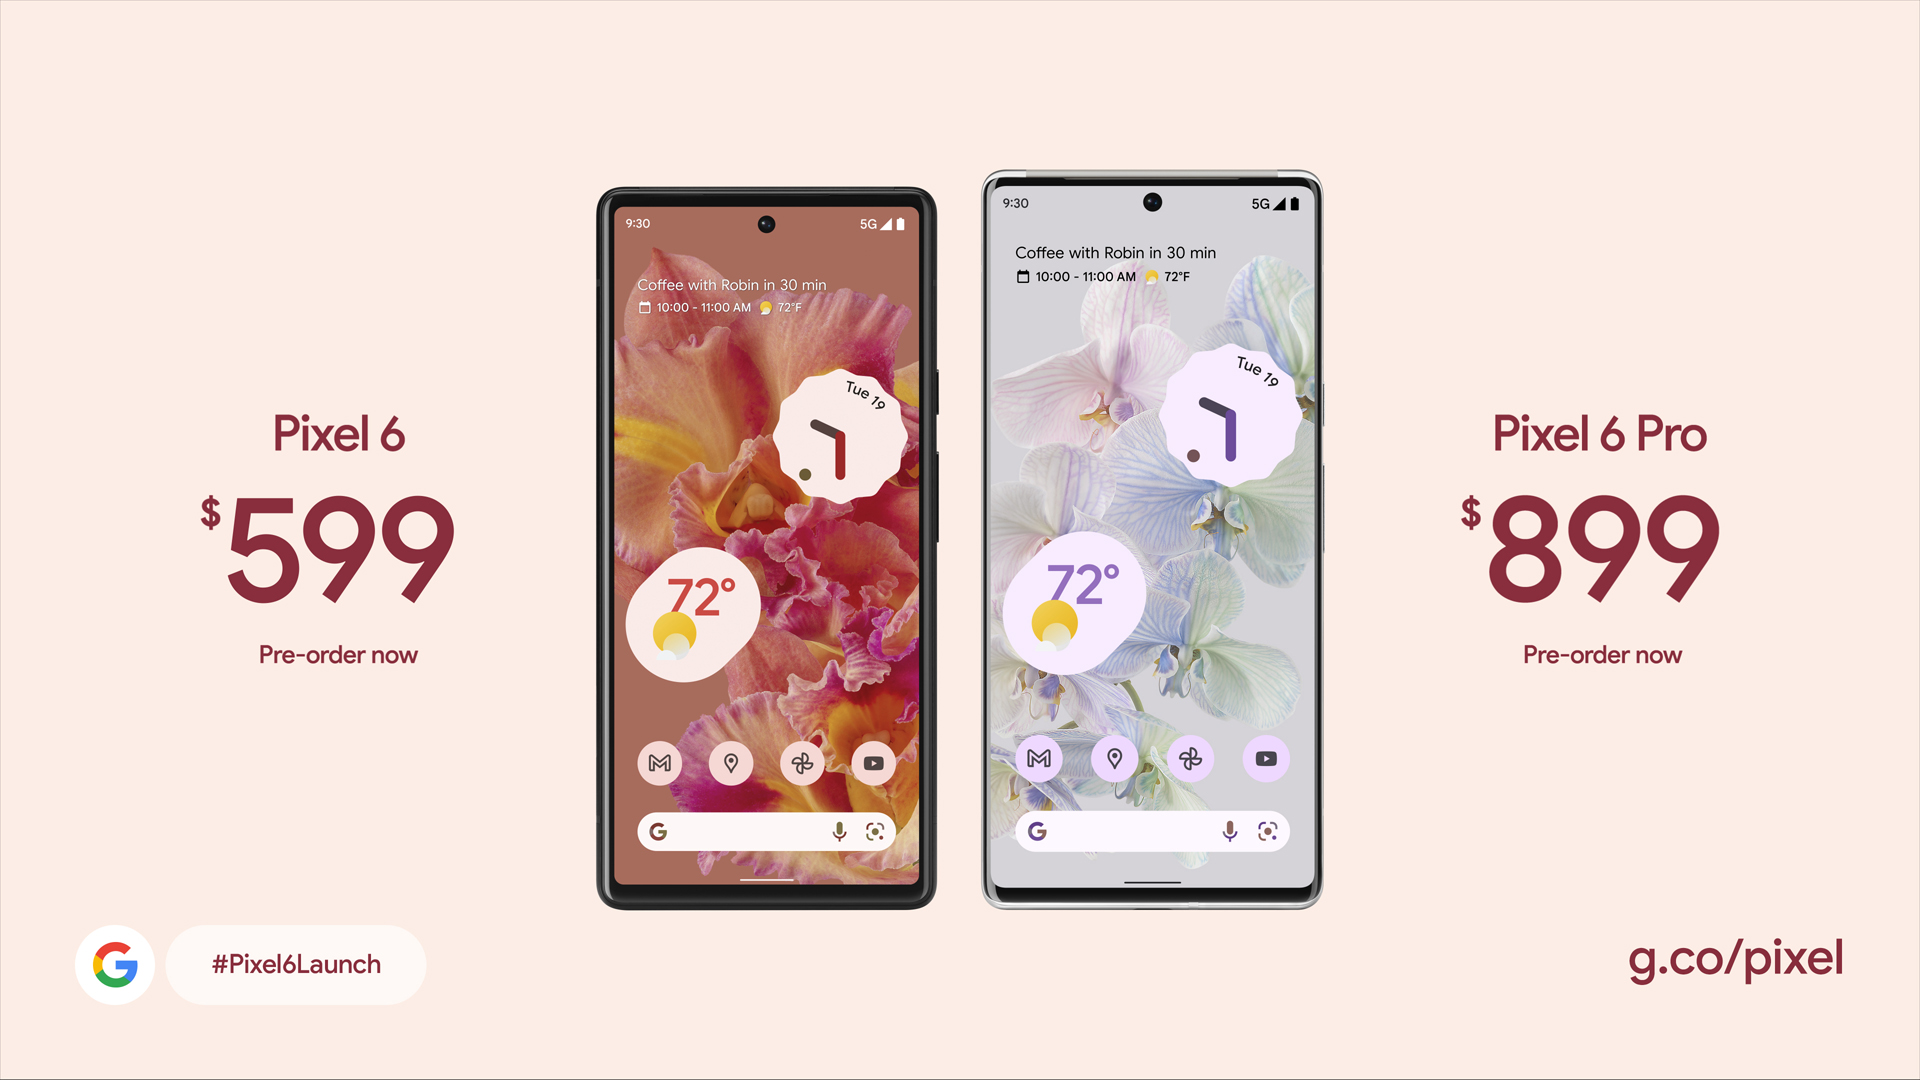 Pixel 6
$599
Pre-order now
9:30
5G
Coffee with Robin in 30 min
10:00 - 11:00 AM 72°F
Tue 19
72°
G
9:30
5G
Coffee with Robin in 30 min
10:00 - 11:00 AM 72°F
Tue 19
72°
G
Pixel 6 Pro
$899
Pre-order now
G
#Pixel6Launch
g.co/pixel